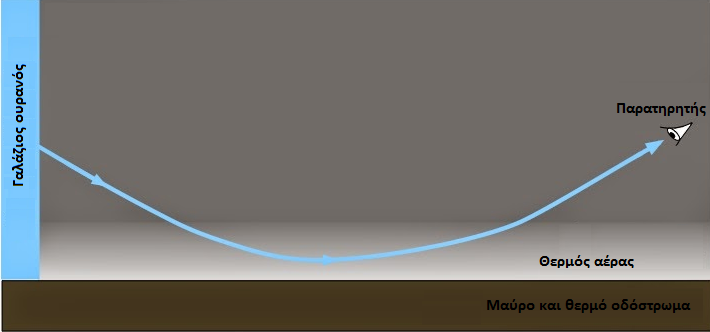 Γαλάζιος ουρανός
Παρατηρητής
Θερμός αέρας
Μαύρο και θερμό οδόστρωμα